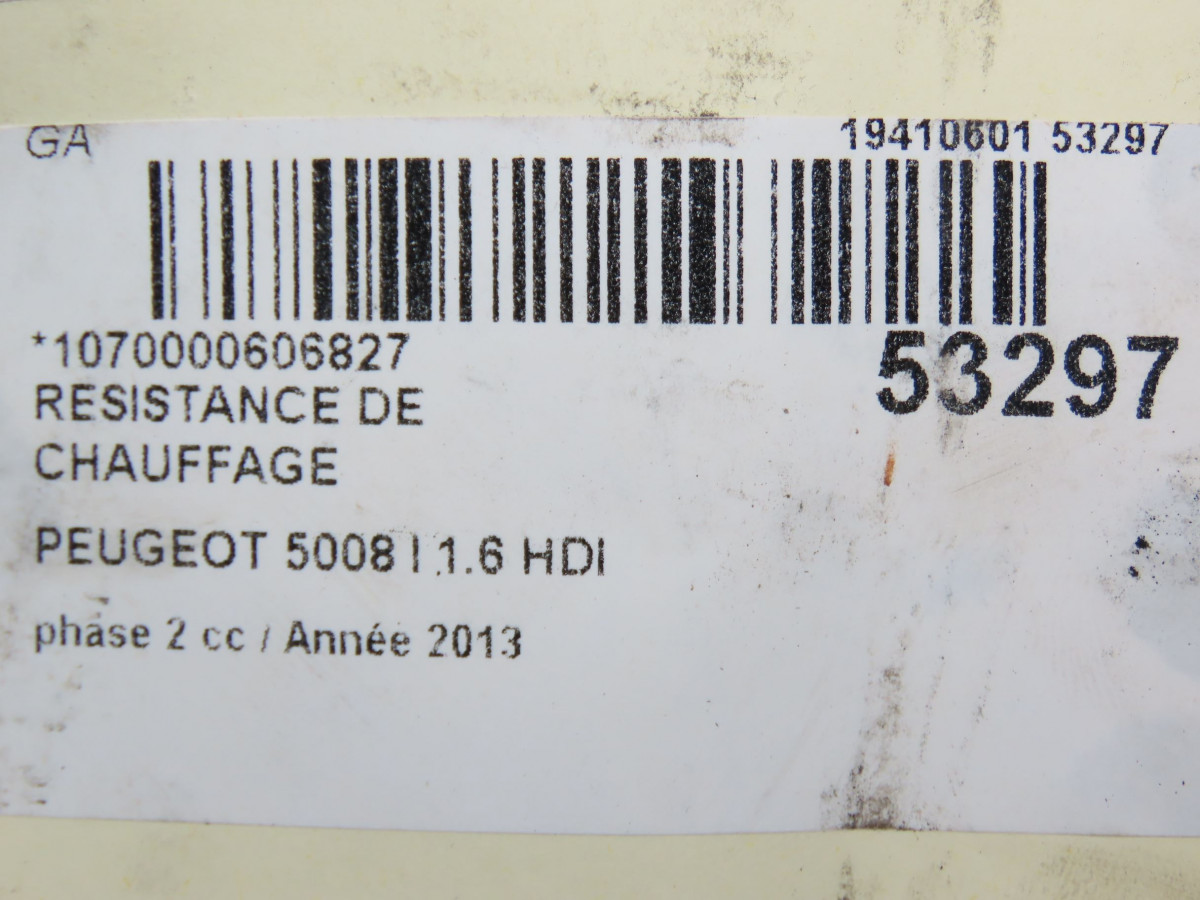 GA 19410601 53297
*1070000606827 53297
RESISTANCE DE
CHAUFFAGE
PEUGEOT 5008 I 1.6 HDI
phase 2 cc / Année 2013